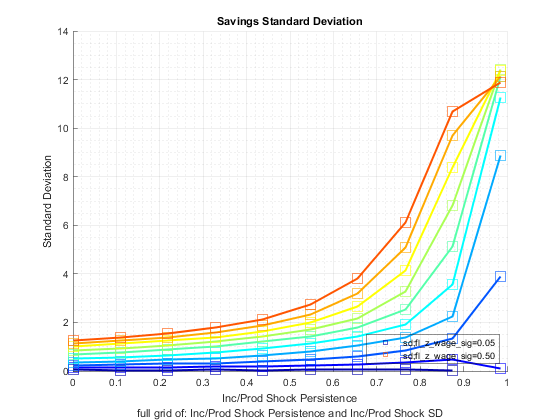 Savings Standard Deviation
14
12
10
8
6
4
2
0
Standard Deviation
sd:fl_z_wage_sig=0.05
sd:fl_z_wage_sig=0.50
0 0.1 0.2 0.3 0.4 0.5 0.6 0.7 0.8 0.9 1
Inc/Prod Shock Persistence
full grid of: Inc/Prod Shock Persistence and Inc/Prod Shock SD